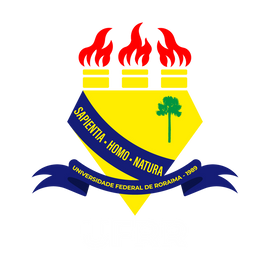 SAPIENTIA • HOMO • NATURA
UNIVERSIDADE FEDERAL DE RORAIMA - 1989